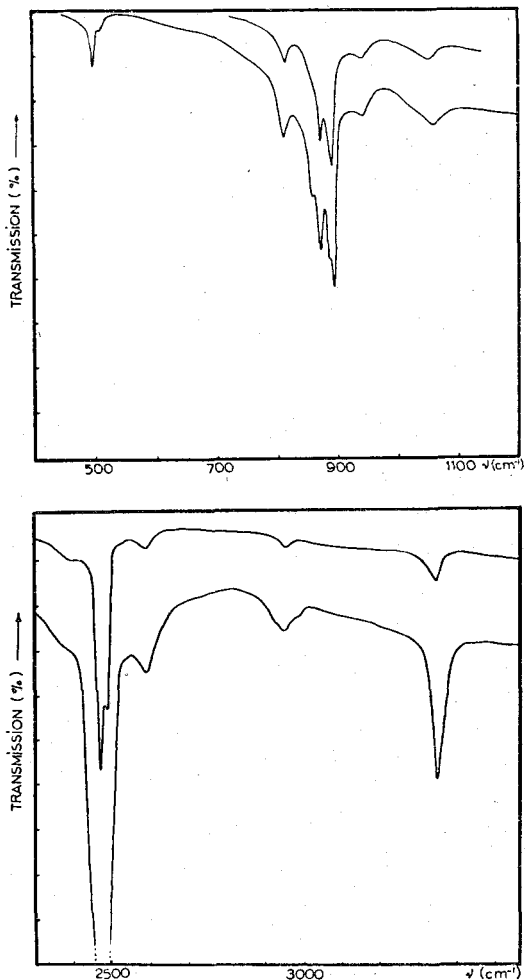 TRANSMISSION (%)
500 700 900 1100 ν(cm⁻¹)
TRANSMISSION (%)
2500 3000 ν(cm⁻¹)